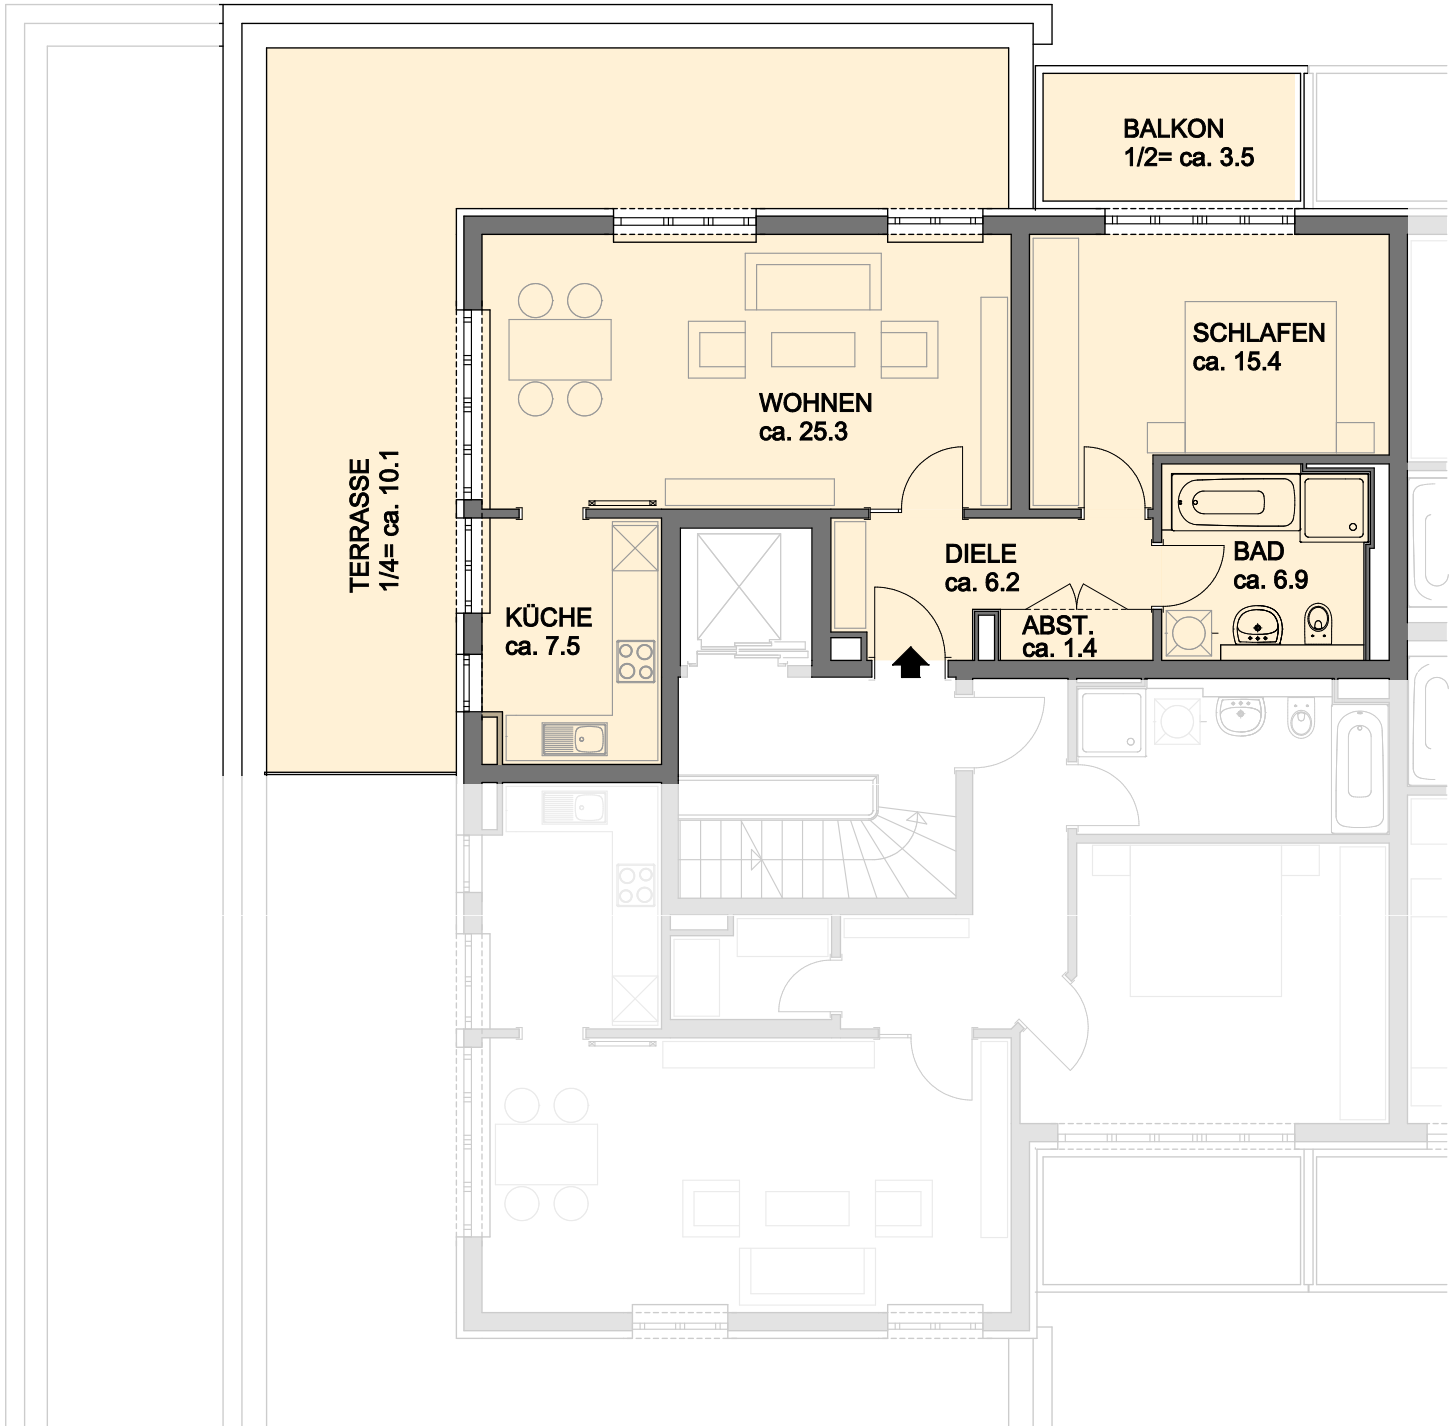 BALKON
1/2= ca. 3.5
SCHLAFEN
ca. 15.4
WOHNEN
ca. 25.3
TERRASSE
1/4= ca. 10.1
DIELE
ca. 6.2
BAD
ca. 6.9
KÜCHE
ca. 7.5
ABST.
ca. 1.4